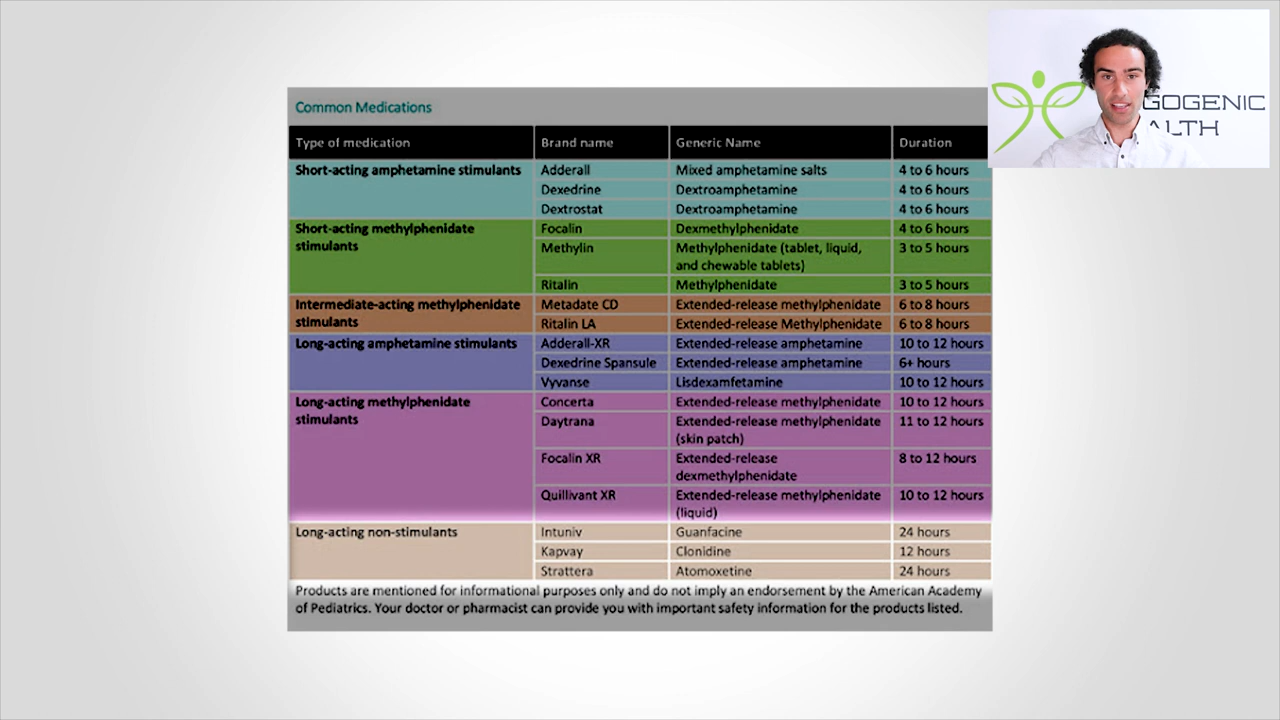 GOGENIC
ALTH
Common Medications
Type of medication Brand name Generic Name Duration
Short-acting amphetamine stimulants Adderall Mixed amphetamine salts 4 to 6 hours
Dexedrine Dextroamphetamine 4 to 6 hours
Dextrostat Dextroamphetamine 4 to 6 hours
Short-acting methylphenidate Focalin Dexmethylphenidate 4 to 6 hours
stimulants Methylin Methylphenidate (tablet, liquid, 3 to 5 hours
and chewable tablets)
Ritalin Methylphenidate 3 to 5 hours
Intermediate-acting methylphenidate Metadate CD Extended-release methylphenidate 6 to 8 hours
stimulants Ritalin LA Extended-release Methylphenidate 6 to 8 hours
Long-acting amphetamine stimulants Adderall-XR Extended-release amphetamine 10 to 12 hours
Dexedrine Spansule Extended-release amphetamine 6+ hours
Vyvanse Lisdexamfetamine 10 to 12 hours
Long-acting methylphenidate Concerta Extended-release methylphenidate 10 to 12 hours
stimulants Daytrana Extended-release methylphenidate 11 to 12 hours
(skin patch)
Focalin XR Extended-release 8 to 12 hours
dexmethylphenidate
Quillivant XR Extended-release methylphenidate 10 to 12 hours
(liquid)
Long-acting non-stimulants Intuniv Guanfacine 24 hours
Kapvay Clonidine 12 hours
Strattera Atomoxetine 24 hours
Products are mentioned for informational purposes only and do not imply an endorsement by the American Academy
of Pediatrics. Your doctor or pharmacist can provide you with important safety information for the products listed.